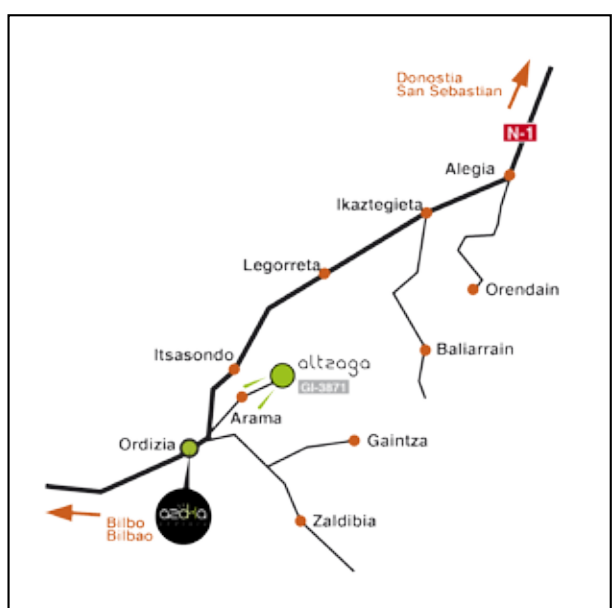 Donostia
San Sebastian
N-1
Alegia
Ikaztegieta
Legorreta
Orendain
Itsasondo
Baliarrain
altzaga
GI-3871
Arama
Ordizia
Gaintza
Zaldibia
azoka
Bilbo
Bilbao